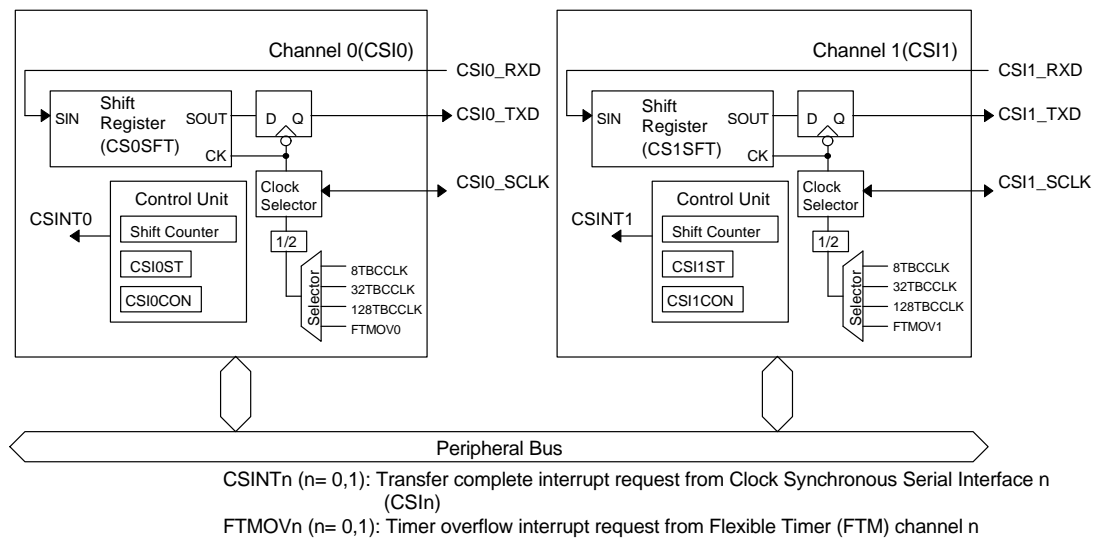 Channel 0(CSI0)
CSI0_RXD
SIN
Shift
Register
(CS0SFT)
SOUT
CK
D Q
CSI0_TXD
Clock
Selector
CSI0_SCLK
Control Unit
Shift Counter
CSI0ST
CSI0CON
CSINT0
1/2
Selector
8TBCCLK
32TBCCLK
128TBCCLK
FTMOV0
Channel 1(CSI1)
CSI1_RXD
SIN
Shift
Register
(CS1SFT)
SOUT
CK
D Q
CSI1_TXD
Clock
Selector
CSI1_SCLK
Control Unit
Shift Counter
CSI1ST
CSI1CON
CSINT1
1/2
Selector
8TBCCLK
32TBCCLK
128TBCCLK
FTMOV1
Peripheral Bus
CSINTn (n= 0,1): Transfer complete interrupt request from Clock Synchronous Serial Interface n
(CSIn)
FTMOVn (n= 0,1): Timer overflow interrupt request from Flexible Timer (FTM) channel n